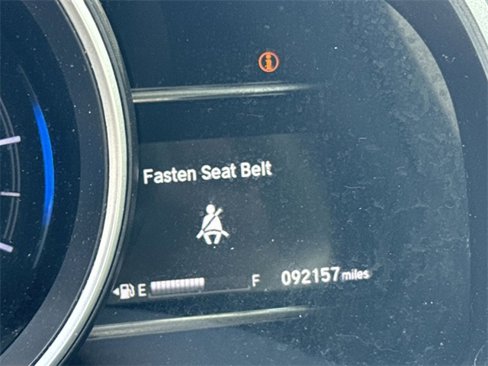 Fasten Seat Belt
E F 092157 miles